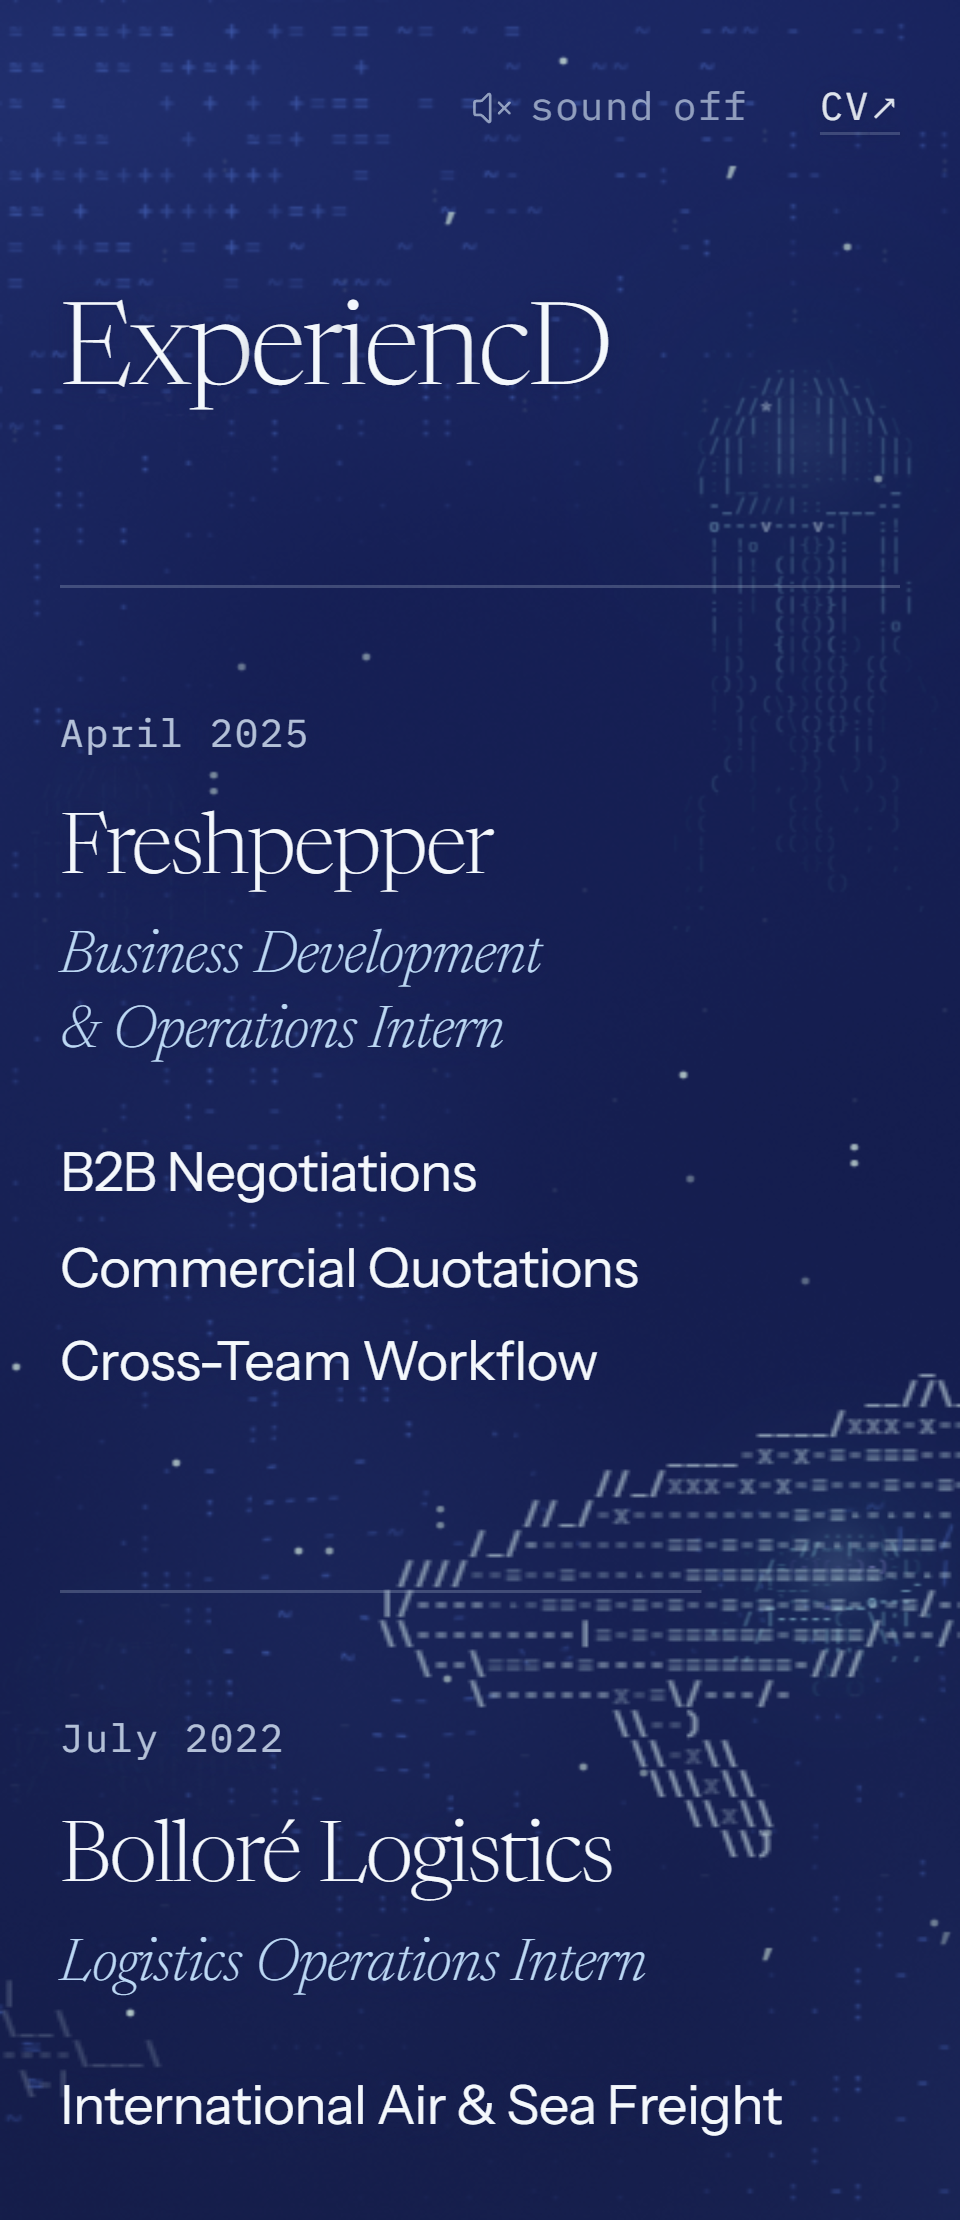 sound off
CV↗
ExperiencD
April 2025
Freshpepper
Business Development
& Operations Intern
B2B Negotiations
Commercial Quotations
Cross-Team Workflow
July 2022
Bolloré Logistics
Logistics Operations Intern
International Air & Sea Freight